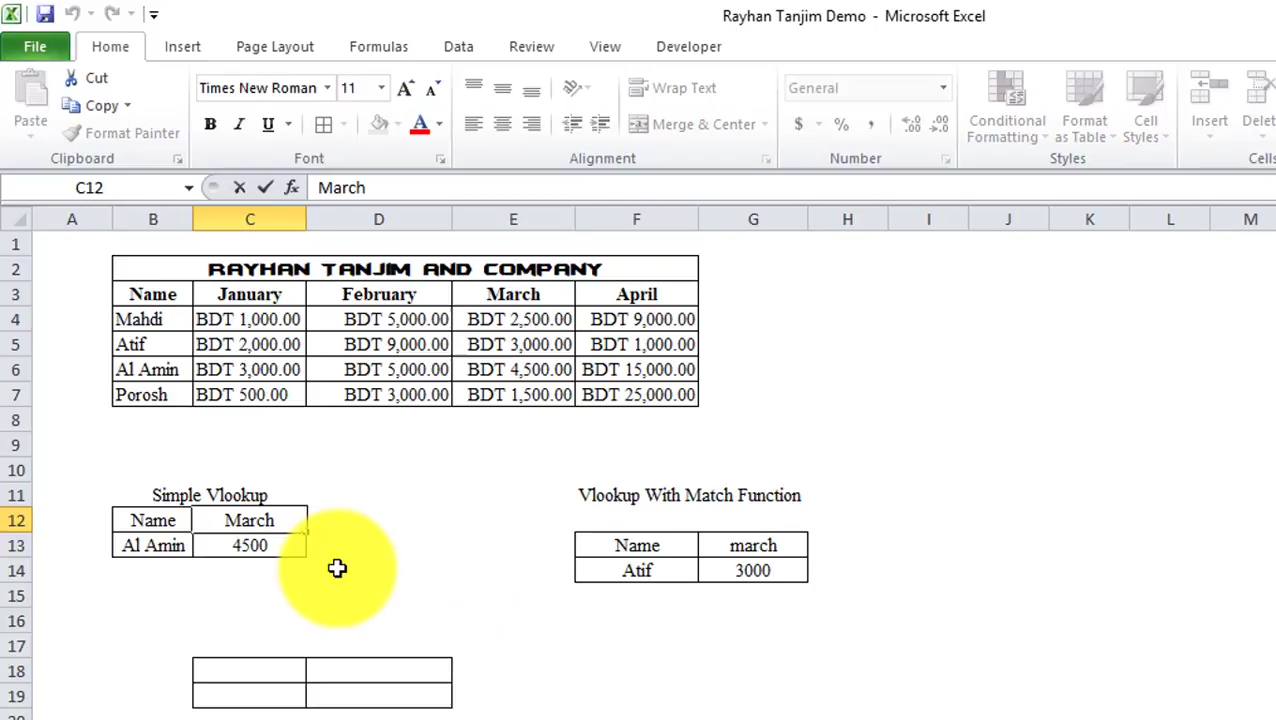 Rayhan Tanjim Demo - Microsoft Excel
File Home Insert Page Layout Formulas Data Review View Developer
Paste Cut Copy Format Painter
Times New Roman 11 A A Wrap Text General
B I U A Merge & Center $ % , .0 .00 .00 .0
Conditional Formatting Format as Table Cell Styles Insert Delet
Clipboard Font Alignment Number Styles Cells
C12 fx March
A B C D E F G H I J K L M
1
2 RAYHAN TANJIM AND COMPANY
3 Name January February March April
4 Mahdi BDT 1,000.00 BDT 5,000.00 BDT 2,500.00 BDT 9,000.00
5 Atif BDT 2,000.00 BDT 9,000.00 BDT 3,000.00 BDT 1,000.00
6 Al Amin BDT 3,000.00 BDT 5,000.00 BDT 4,500.00 BDT 15,000.00
7 Porosh BDT 500.00 BDT 3,000.00 BDT 1,500.00 BDT 25,000.00
8
9
10
11 Simple Vlookup Vlookup With Match Function
12 Name March
13 Al Amin 4500 Name march
14 Atif 3000
15
16
17
18
19